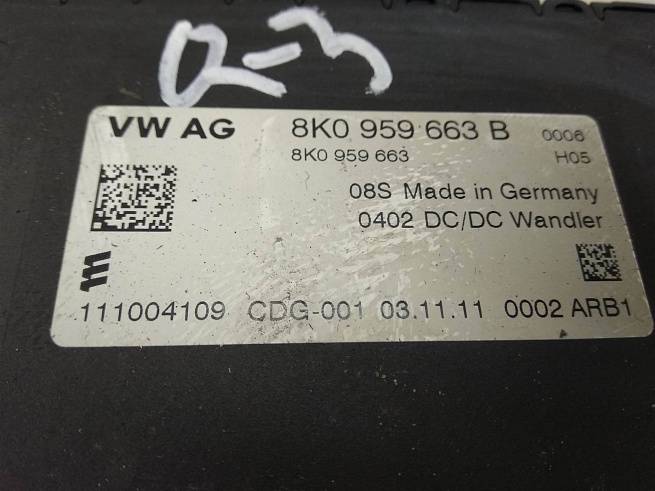 Q-3
VW AG 8K0 959 663 B 0006
8K0 959 663 H05
08S Made in Germany
0402 DC/DC Wandler
111004109 CDG-001 03.11.11 0002 ARB1